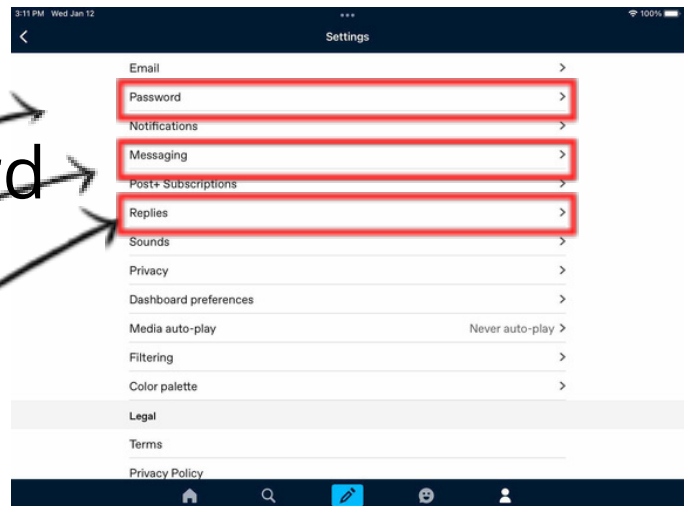 3:11 PM Wed Jan 12
100%
Settings
Email
Password
Notifications
Messaging
rd
Post+ Subscriptions
Replies
Sounds
Privacy
Dashboard preferences
Media auto-play Never auto-play
Filtering
Color palette
Legal
Terms
Privacy Policy